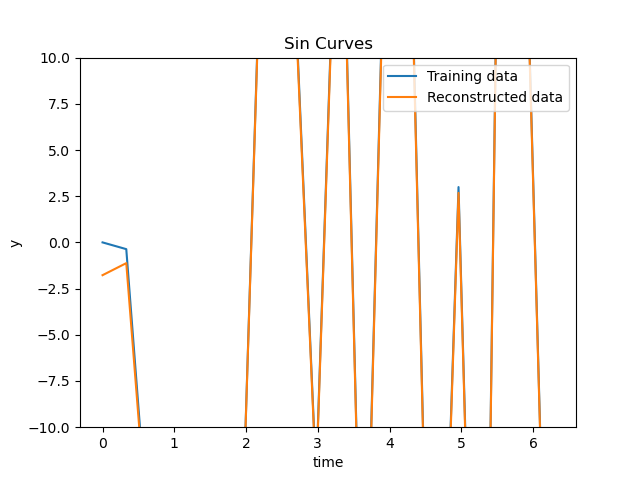 Sin Curves
Training data
Reconstructed data
10.0
7.5
5.0
2.5
0.0
−2.5
−5.0
−7.5
−10.0
y
0 1 2 3 4 5 6
time